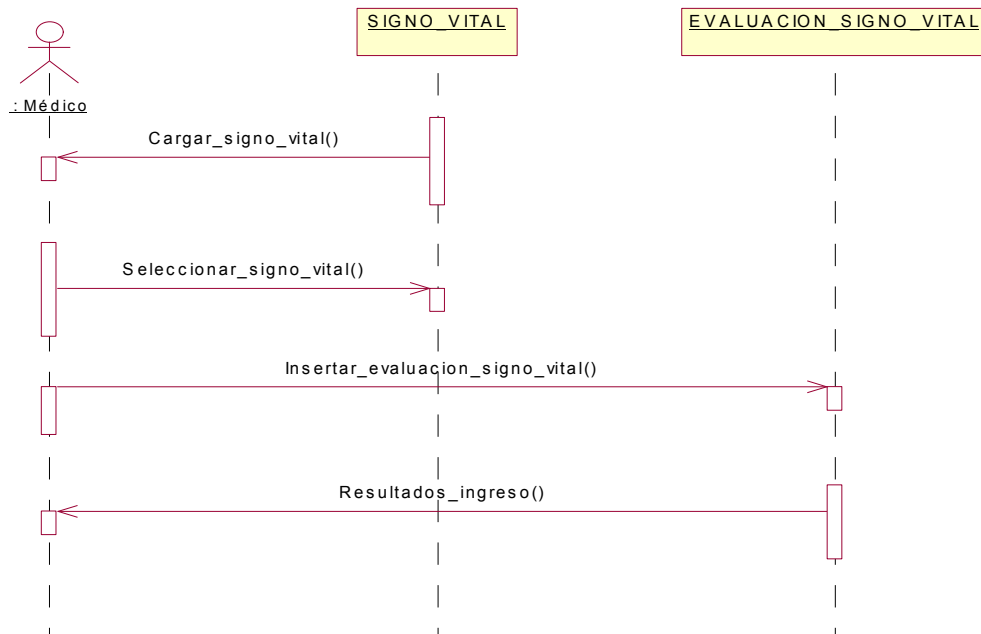 SIGNO_VITAL
EVALUACION_SIGNO_VITAL
: Médico
Cargar_signo_vital()
Seleccionar_signo_vital()
Insertar_evaluacion_signo_vital()
Resultados_ingreso()